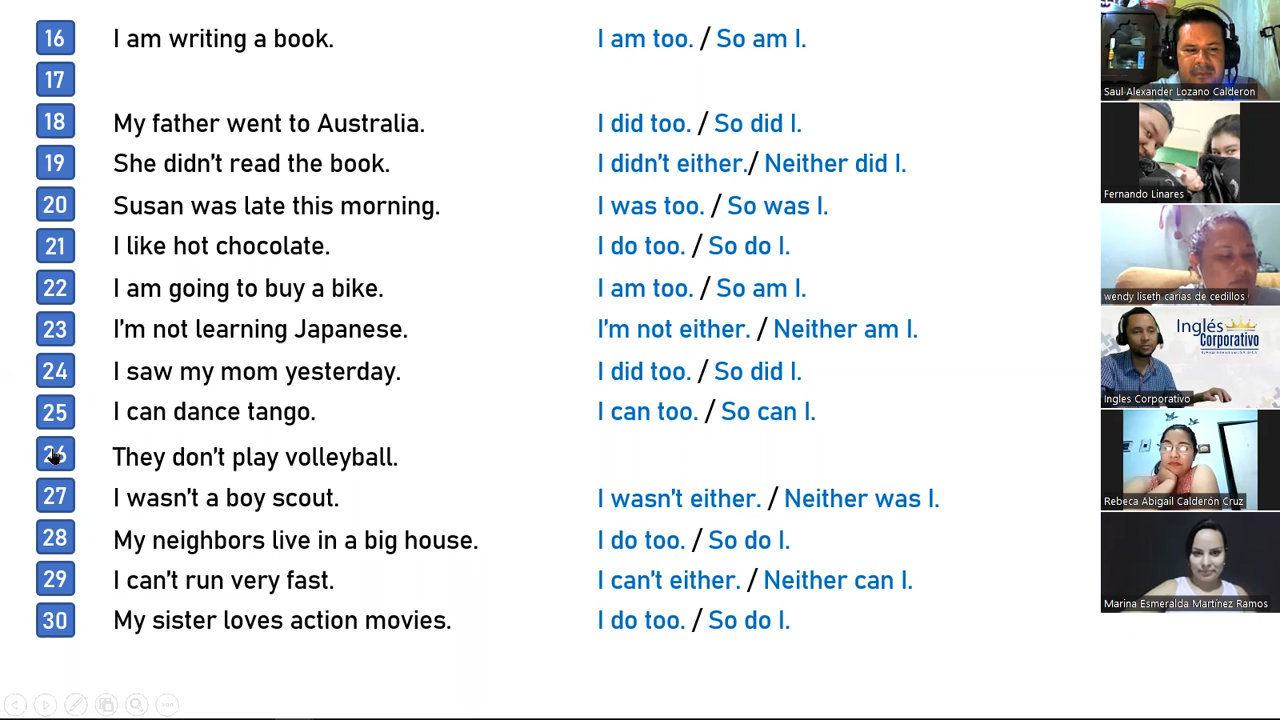 16 I am writing a book. I am too. / So am I.
17
18 My father went to Australia. I did too. / So did I.
19 She didn't read the book. I didn't either./ Neither did I.
20 Susan was late this morning. I was too. / So was I.
21 I like hot chocolate. I do too. / So do I.
22 I am going to buy a bike. I am too. / So am I.
23 I'm not learning Japanese. I'm not either. / Neither am I.
24 I saw my mom yesterday. I did too. / So did I.
25 I can dance tango. I can too. / So can I.
26 They don't play volleyball.
27 I wasn't a boy scout. I wasn't either. / Neither was I.
28 My neighbors live in a big house. I do too. / So do I.
29 I can't run very fast. I can't either. / Neither can I.
30 My sister loves action movies. I do too. / So do I.
Saul Alexander Lozano Calderon
Fernando Linares
wendy liseth carias de cedillos
Inglés
Corporativo
Ingles Corporativo
Rebeca Abigail Calderón Cruz
Marina Esmeralda Martínez Ramos